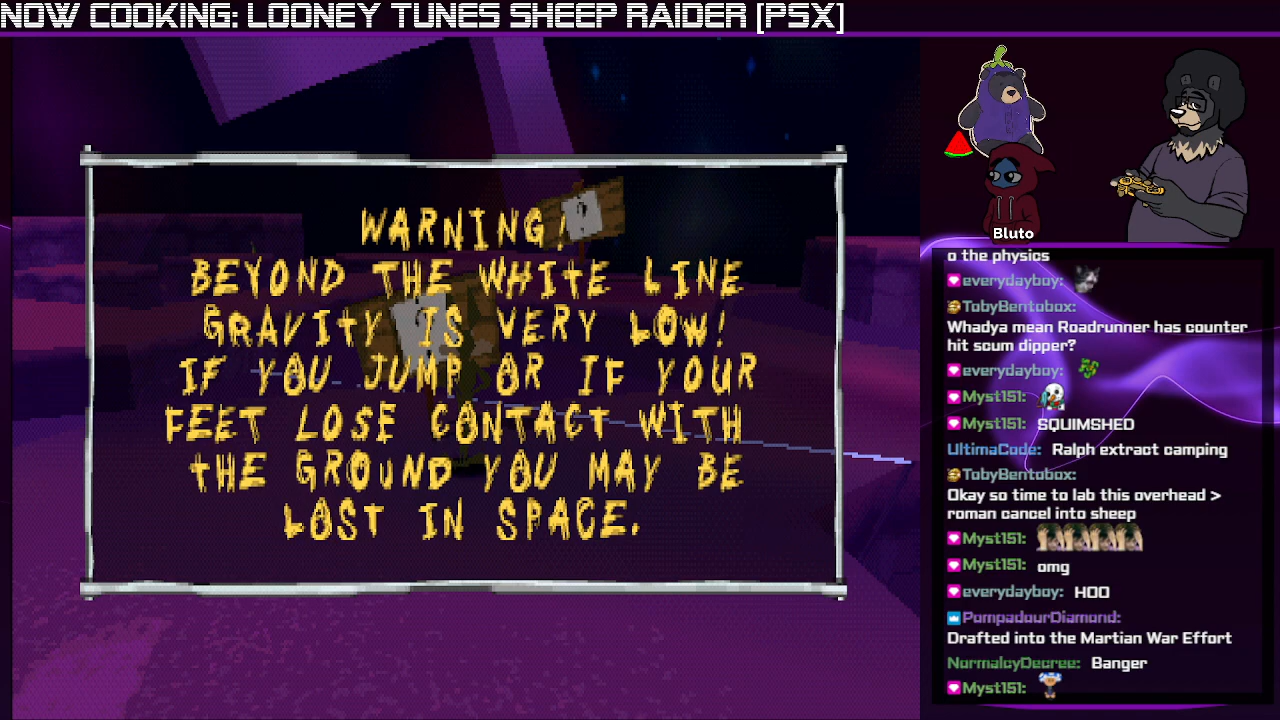 NOW COOKING: LOONEY TUNES SHEEP RAIDER [PSX]
WARNING!
BEYOND THE WHITE LINE
GRAVITY IS VERY LOW!
IF YOU JUMP OR IF YOUR
FEET LOSE CONTACT WITH
THE GROUND YOU MAY BE
LOST IN SPACE.
Bluto
o the physics
everydayboy:
TobyBentobox:
Whadya mean Roadrunner has counter
hit scum dipper?
everydayboy:
Myst151:
Myst151: SQUIMSHED
UltimaCode: Ralph extract camping
TobyBentobox:
Okay so time to lab this overhead >
roman cancel into sheep
Myst151:
Myst151: omg
everydayboy: HOO
PompadourDiamond:
Drafted into the Martian War Effort
NormalcyDecree: Banger
Myst151: